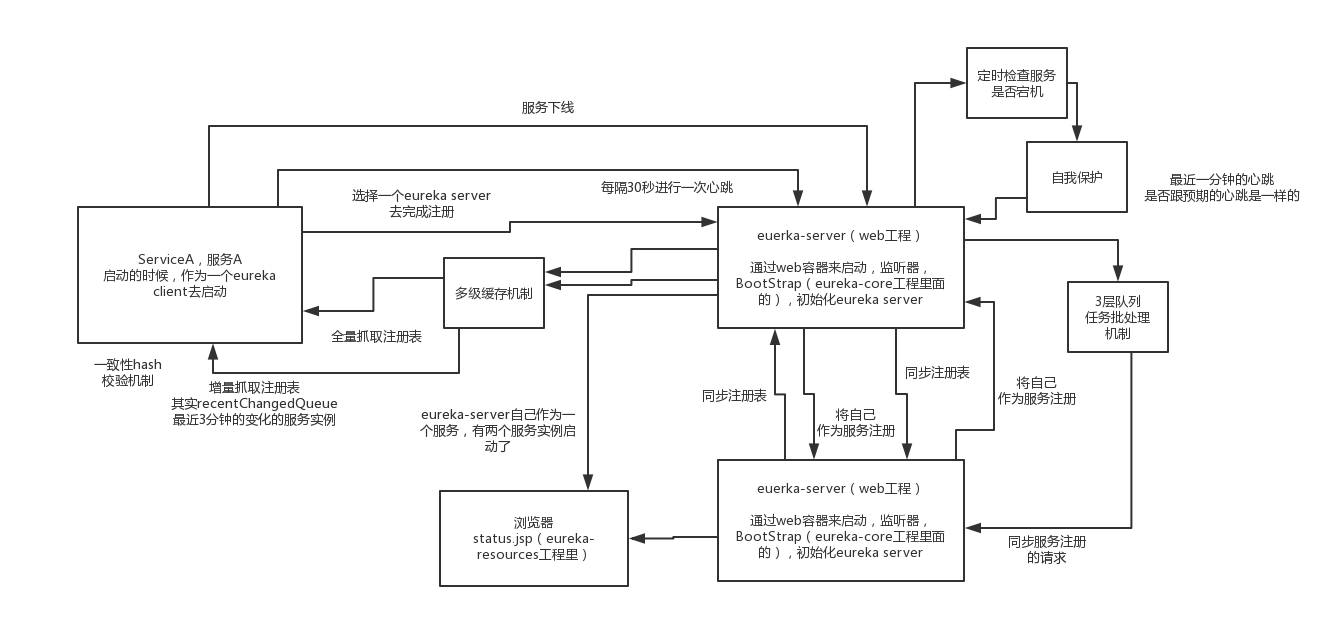 定时检查服务
是否宕机
服务下线
自我保护
最近一分钟的心跳
是否跟预期的心跳是一样的
选择一个eureka server
去完成注册
每隔30秒进行一次心跳
ServiceA，服务A
启动的时候，作为一个eureka
client去启动
多级缓存机制
euerka-server（web工程）
通过web容器来启动，监听器，
BootStrap（eureka-core工程里面
的），初始化eureka server
3层队列
任务批处理
机制
全量抓取注册表
一致性hash
校验机制
增量抓取注册表
其实recentChangedQueue
最近3分钟的变化的服务实例
同步注册表
将自己
作为服务注册
同步注册表
将自己
作为服务注册
eureka-server自己作为一
个服务，有两个服务实例启
动了
浏览器
status.jsp（eureka-
resources工程里）
euerka-server（web工程）
通过web容器来启动，监听器，
BootStrap（eureka-core工程里面
的），初始化eureka server
同步服务注册
的请求